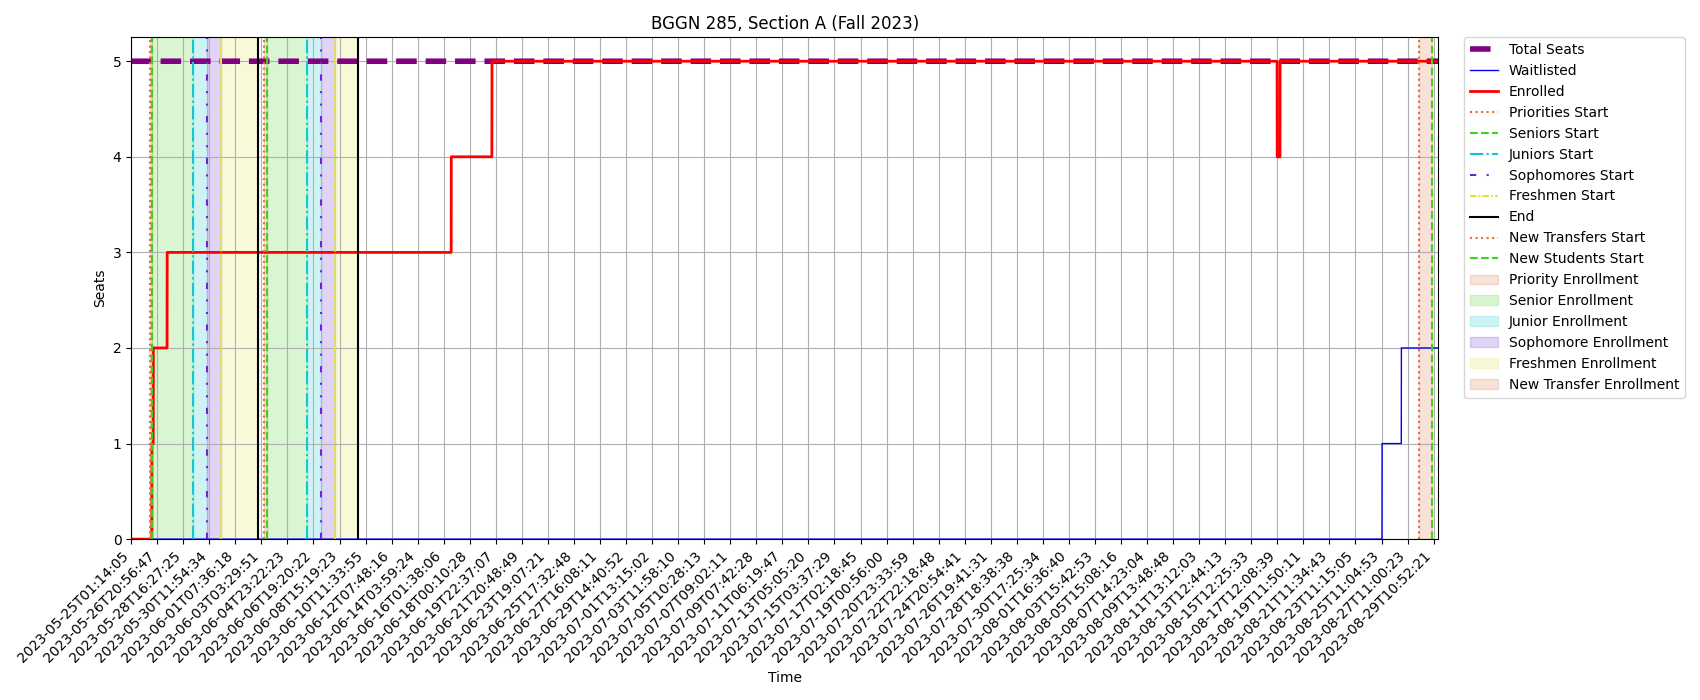 BGGN 285, Section A (Fall 2023)
Seats
5
4
3
2
1
0
2023-05-25T01:14:05
2023-05-26T20:56:47
2023-05-28T16:27:25
2023-05-30T11:54:34
2023-06-01T07:36:18
2023-06-03T03:29:51
2023-06-04T23:22:23
2023-06-06T19:20:22
2023-06-08T15:19:23
2023-06-10T11:33:55
2023-06-12T07:48:16
2023-06-14T03:59:24
2023-06-16T01:38:06
2023-06-18T00:10:28
2023-06-19T22:37:07
2023-06-21T20:48:49
2023-06-23T19:07:21
2023-06-25T17:32:48
2023-06-27T16:08:11
2023-06-29T14:40:52
2023-07-01T13:15:02
2023-07-03T11:58:10
2023-07-05T10:28:13
2023-07-07T09:02:11
2023-07-09T07:42:28
2023-07-11T06:19:47
2023-07-13T05:05:20
2023-07-15T03:37:29
2023-07-17T02:18:45
2023-07-19T00:56:00
2023-07-20T23:33:59
2023-07-22T22:18:48
2023-07-24T20:54:41
2023-07-26T19:41:31
2023-07-28T18:38:38
2023-07-30T17:25:34
2023-08-01T16:36:40
2023-08-03T15:42:53
2023-08-05T15:08:16
2023-08-07T14:23:04
2023-08-09T13:48:48
2023-08-11T13:12:03
2023-08-13T12:44:13
2023-08-15T12:25:33
2023-08-17T12:08:39
2023-08-19T11:50:11
2023-08-21T11:34:43
2023-08-23T11:15:05
2023-08-25T11:04:53
2023-08-27T11:00:23
2023-08-29T10:52:21
Time
Total Seats
Waitlisted
Enrolled
Priorities Start
Seniors Start
Juniors Start
Sophomores Start
Freshmen Start
End
New Transfers Start
New Students Start
Priority Enrollment
Senior Enrollment
Junior Enrollment
Sophomore Enrollment
Freshmen Enrollment
New Transfer Enrollment